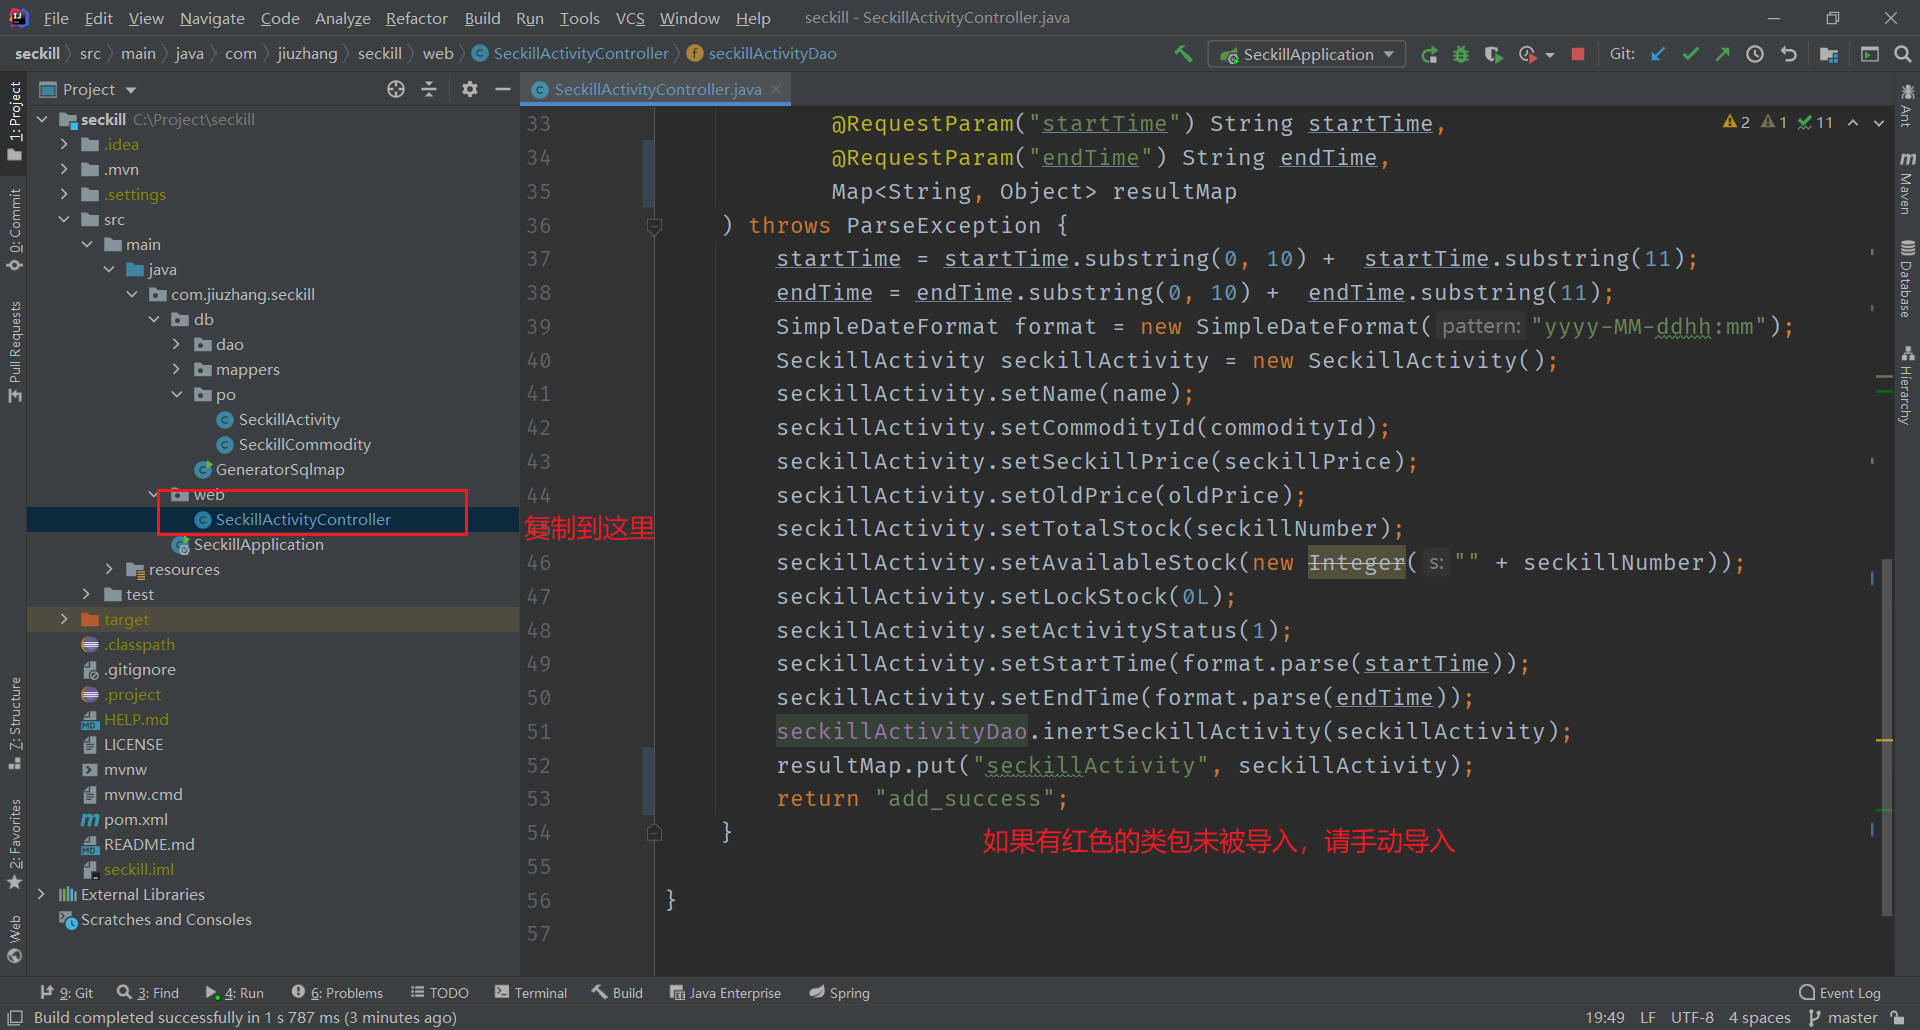 File Edit View Navigate Code Analyze Refactor Build Run Tools VCS Window Help seckill - SeckillActivityController.java
seckill src main java com jiuzhang seckill web SeckillActivityController seckillActivityDao SeckillApplication Git:
Project
SeckillActivityController.java
1: Project
0: Commit
Pull Requests
7: Structure
2: Favorites
Web
seckill C:\Project\seckill
.idea
.mvn
.settings
src
main
java
com.jiuzhang.seckill
db
dao
mappers
po
SeckillActivity
SeckillCommodity
GeneratorSqlmap
web
SeckillActivityController
SeckillApplication
resources
test
target
.classpath
.gitignore
.project
HELP.md
LICENSE
mvnw
mvnw.cmd
pom.xml
README.md
seckill.iml
External Libraries
Scratches and Consoles
复制到这里
2 1 11
33 @RequestParam("startTime") String startTime,
34 @RequestParam("endTime") String endTime,
35 Map<String, Object> resultMap
36 ) throws ParseException {
37 startTime = startTime.substring(0, 10) +  startTime.substring(11);
38 endTime = endTime.substring(0, 10) +  endTime.substring(11);
39 SimpleDateFormat format = new SimpleDateFormat( pattern: "yyyy-MM-ddhh:mm");
40 SeckillActivity seckillActivity = new SeckillActivity();
41 seckillActivity.setName(name);
42 seckillActivity.setCommodityId(commodityId);
43 seckillActivity.setSeckillPrice(seckillPrice);
44 seckillActivity.setOldPrice(oldPrice);
seckillActivity.setTotalStock(seckillNumber);
46 seckillActivity.setAvailableStock(new Integer( s: "" + seckillNumber));
47 seckillActivity.setLockStock(0L);
48 seckillActivity.setActivityStatus(1);
49 seckillActivity.setStartTime(format.parse(startTime));
50 seckillActivity.setEndTime(format.parse(endTime));
51 seckillActivityDao.inertSeckillActivity(seckillActivity);
52 resultMap.put("seckillActivity", seckillActivity);
53 return "add_success";
54 }
如果有红色的类包未被导入，请手动导入
55
56 }
57
Ant
Maven
Database
Hierarchy
9: Git 3: Find 4: Run 6: Problems TODO Terminal Build Java Enterprise Spring Event Log
Build completed successfully in 1 s 787 ms (3 minutes ago) 19:49 LF UTF-8 4 spaces master